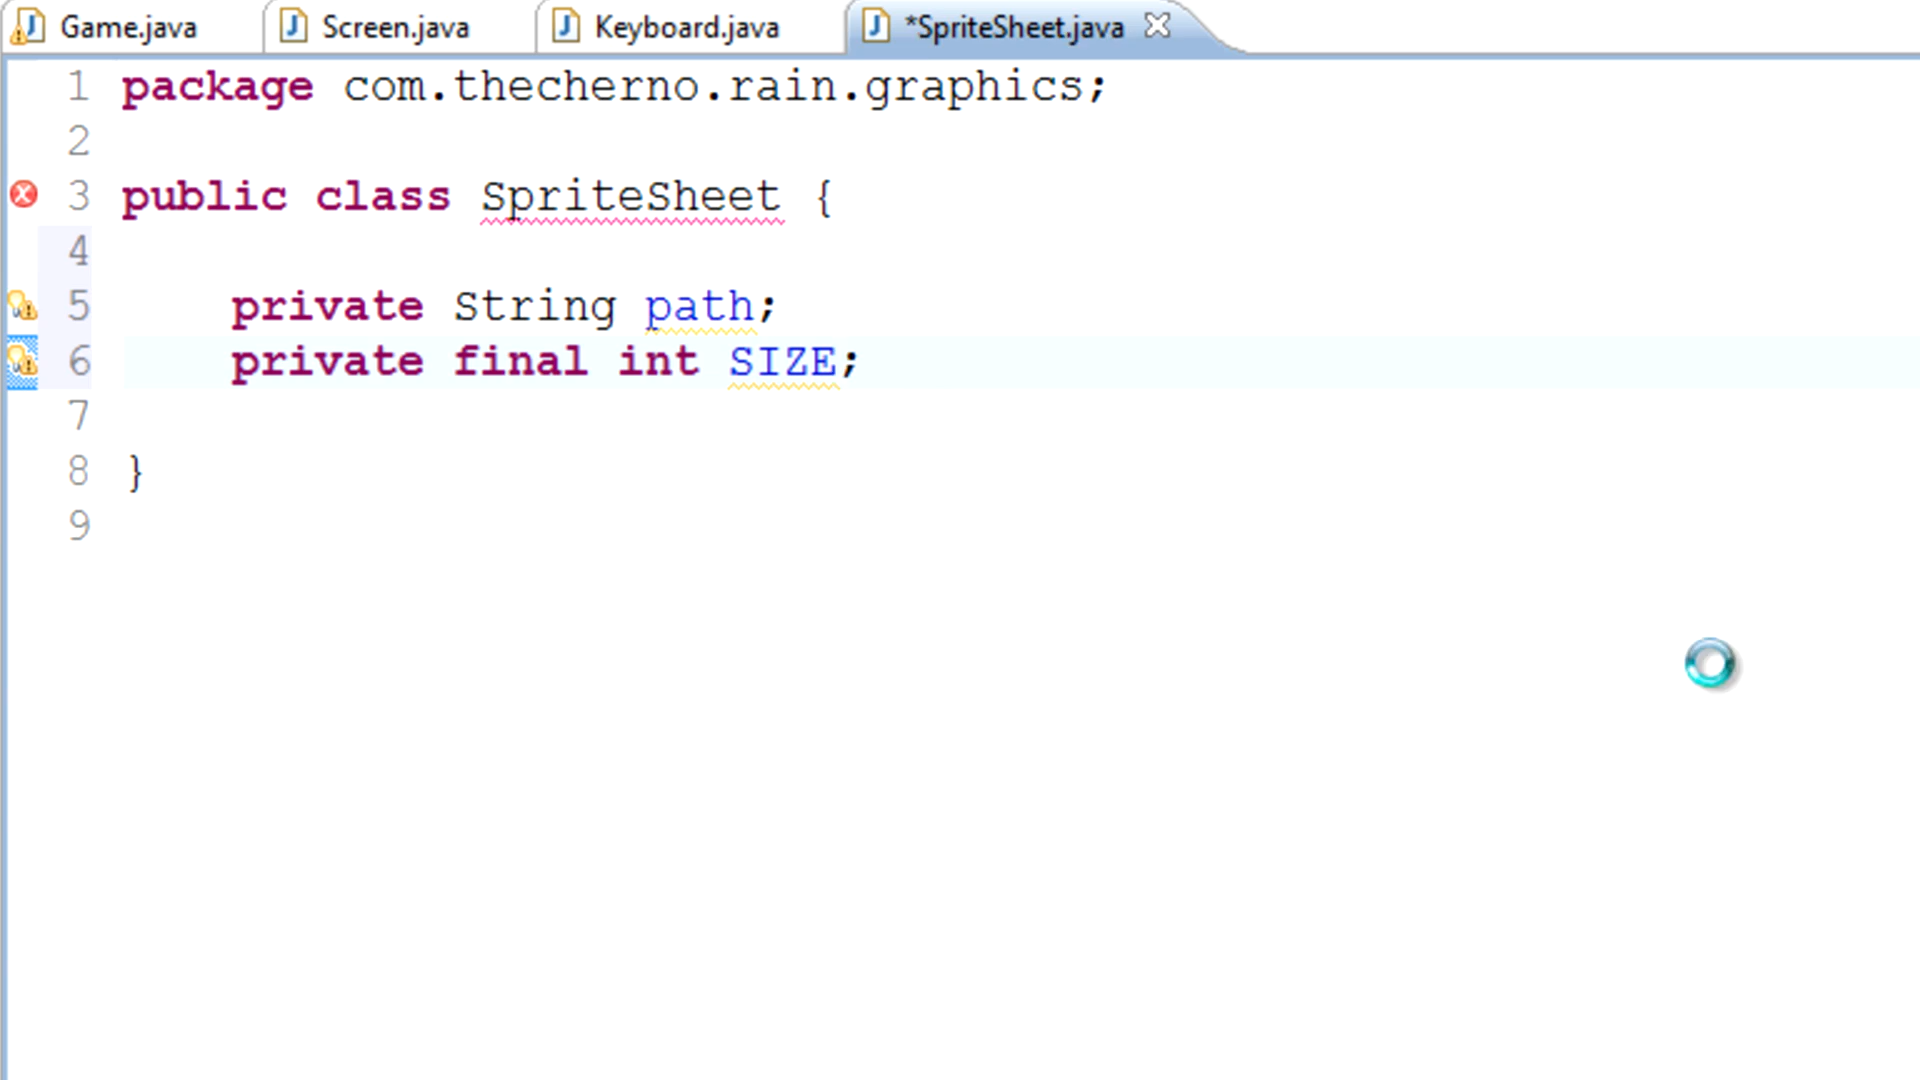 Game.java Screen.java Keyboard.java *SpriteSheet.java
1 package com.thecherno.rain.graphics;
2
3 public class SpriteSheet {
4
5 private String path;
6 private final int SIZE;
7
8 }
9